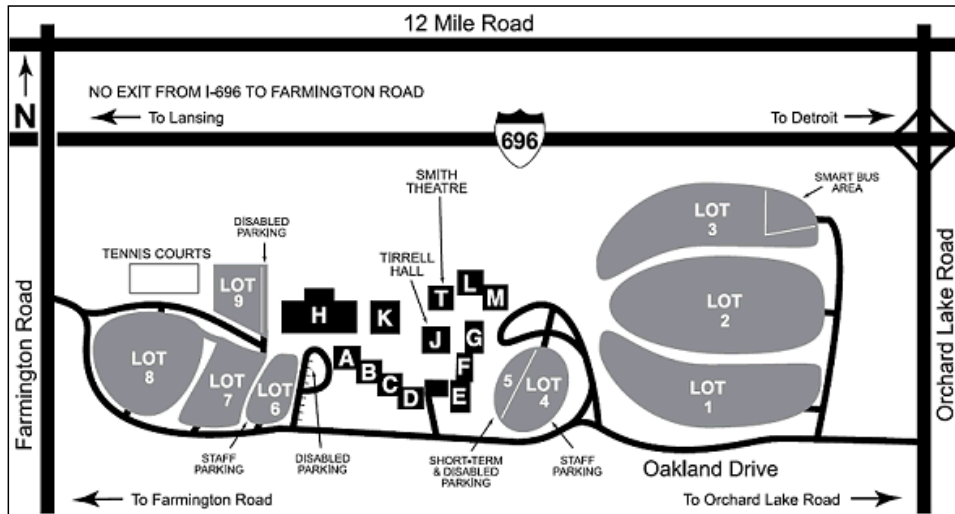 12 Mile Road
N
NO EXIT FROM I-696 TO FARMINGTON ROAD
To Lansing
696
To Detroit
Farmington Road
Orchard Lake Road
SMITH
THEATRE
SMART BUS
AREA
DISABLED
PARKING
TENNIS COURTS
TIRRELL
HALL
LOT
3
LOT
9
LOT
2
LOT
1
H
K
T
L
M
J
G
A
B
C
D
F
E
LOT
8
LOT
7
LOT
6
5
LOT
4
STAFF
PARKING
DISABLED
PARKING
SHORT-TERM
& DISABLED
PARKING
STAFF
PARKING
Oakland Drive
To Farmington Road
To Orchard Lake Road